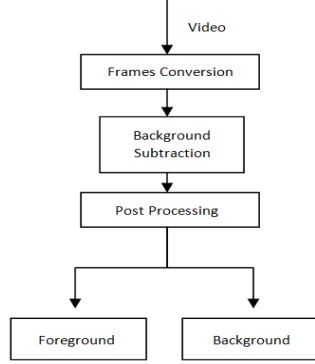 Video
Frames Conversion
Background
Subtraction
Post Processing
Foreground
Background